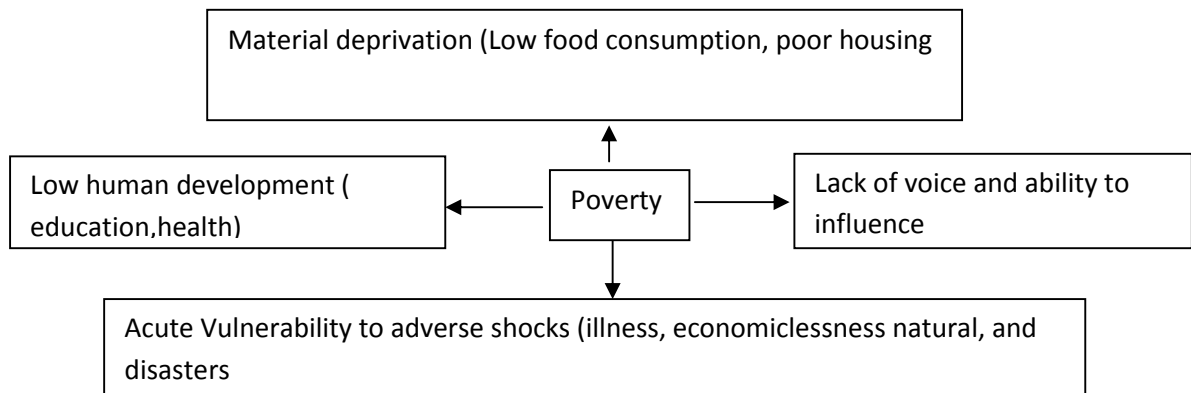 Material deprivation (Low food consumption, poor housing
Low human development (
education,health)
Poverty
Lack of voice and ability to
influence
Acute Vulnerability to adverse shocks (illness, economiclessness natural, and
disasters